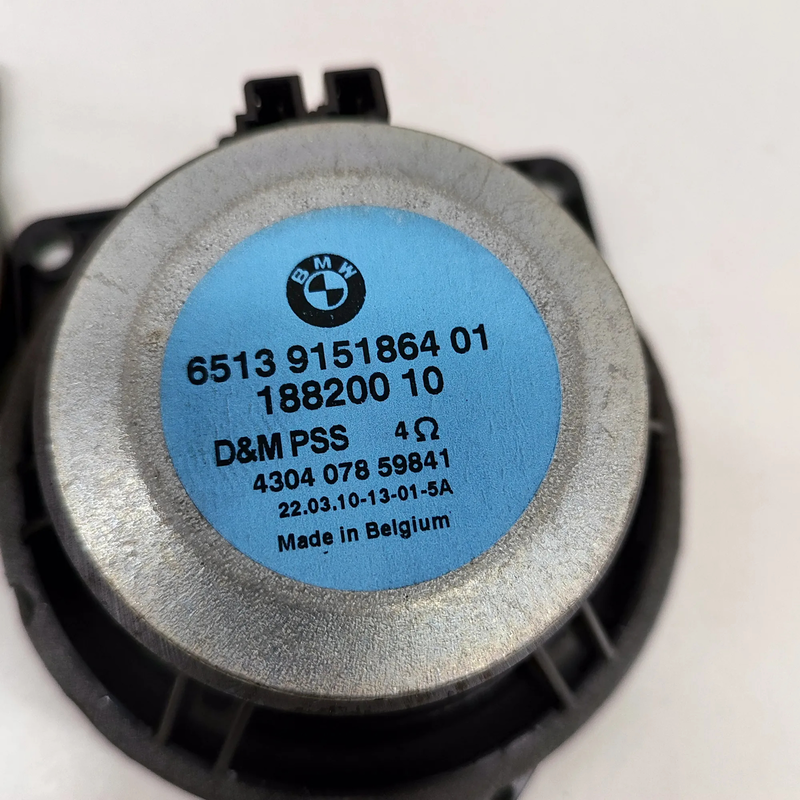 BMW
6513 9151864 01
188200 10
D&M PSS 4Ω
4304 078 59841
22.03.10-13-01-5A
Made in Belgium